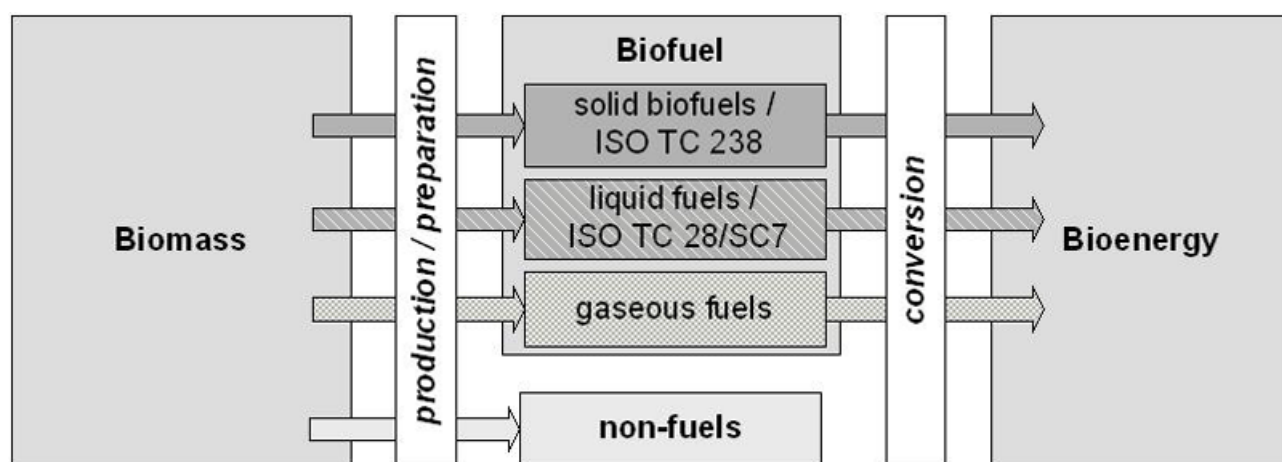 Biomass
production / preparation
Biofuel
solid biofuels /
ISO TC 238
liquid fuels /
ISO TC 28/SC7
gaseous fuels
non-fuels
conversion
Bioenergy